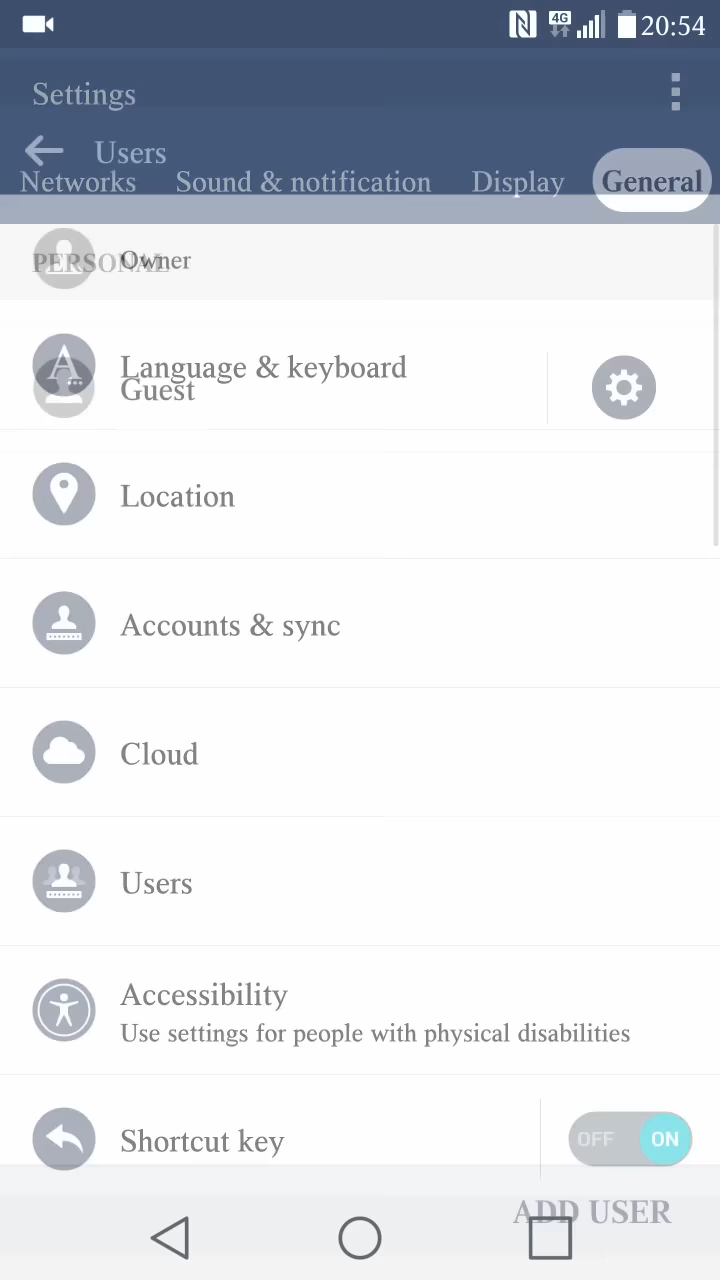 4G 20:54
Settings
Users
Networks Sound & notification Display General
PERSONAL
Owner
Language & keyboard
Guest
Location
Accounts & sync
Cloud
Users
Accessibility
Use settings for people with physical disabilities
Shortcut key OFF ON
ADD USER